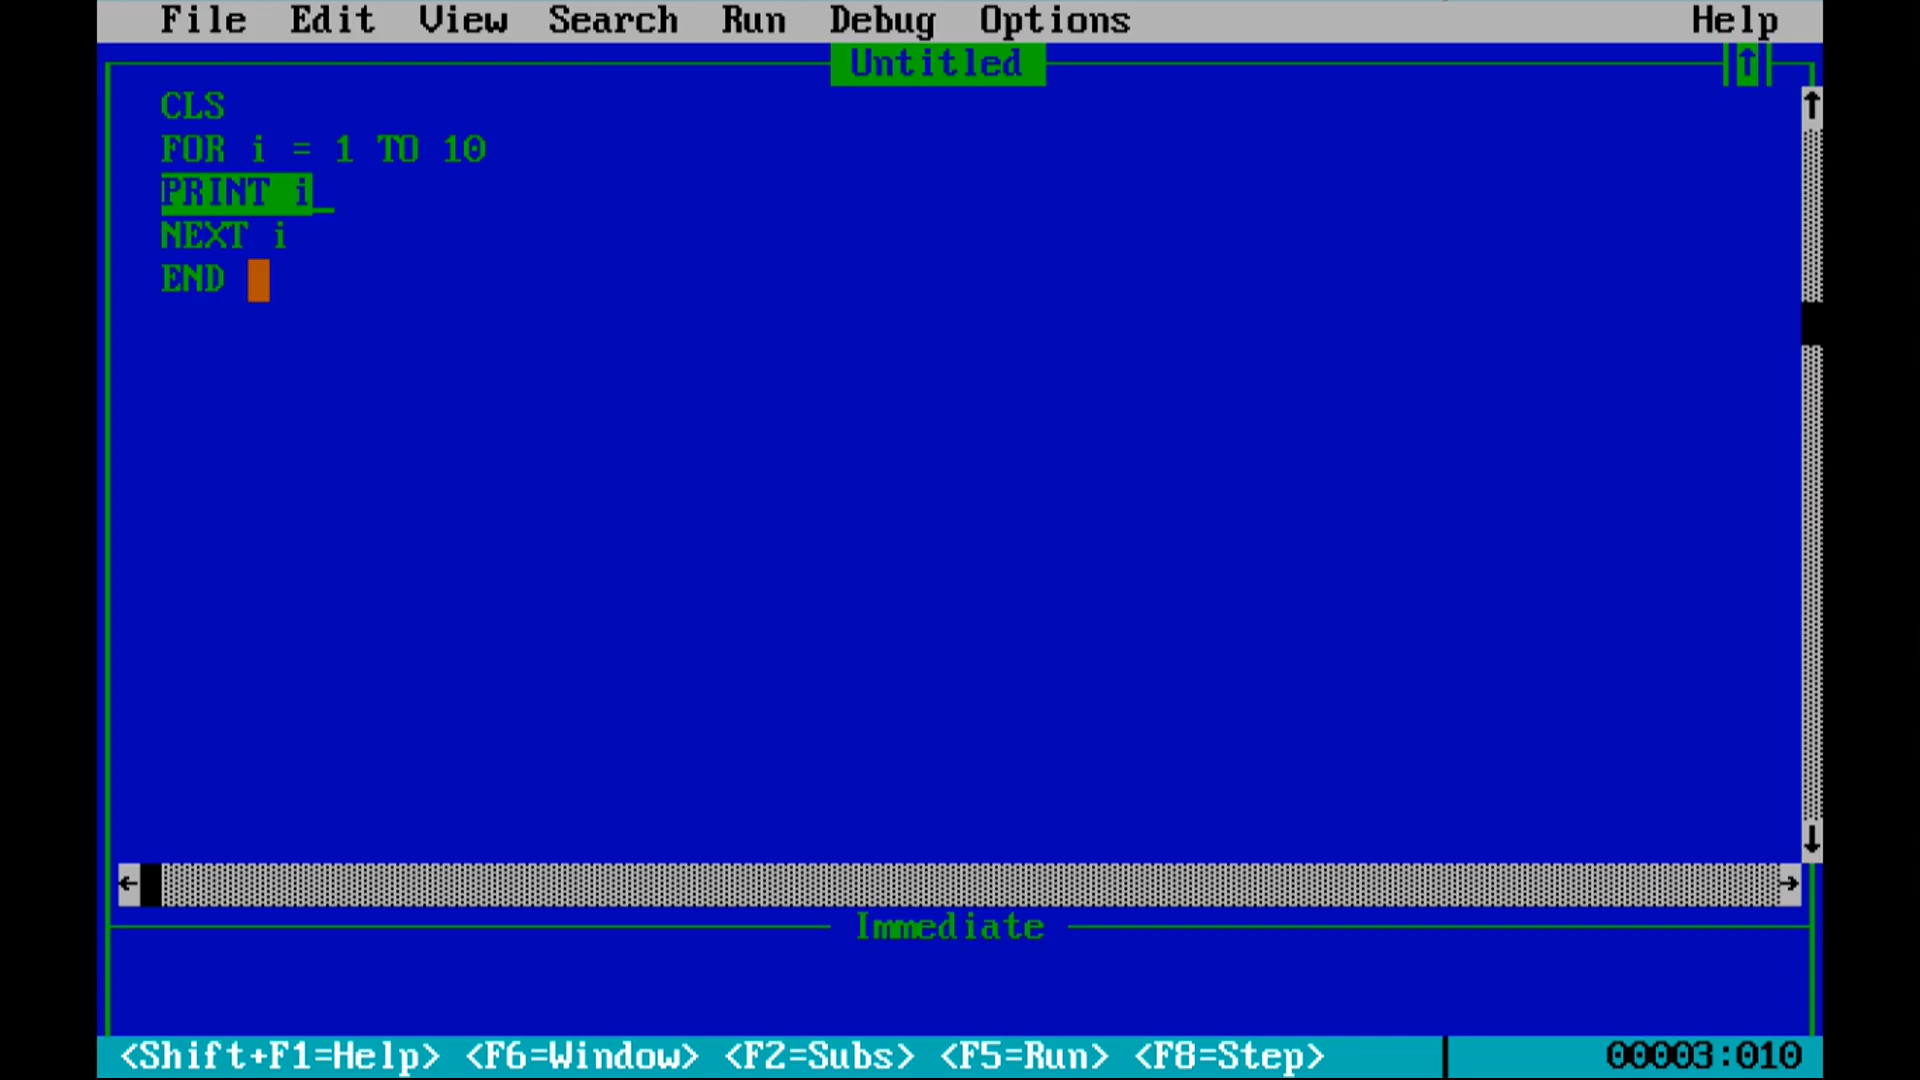 File Edit View Search Run Debug Options Help
Untitled
CLS
FOR i = 1 TO 10
PRINT i
NEXT i
END
Immediate
<Shift+F1=Help> <F6=Window> <F2=Subs> <F5=Run> <F8=Step> 00003:010